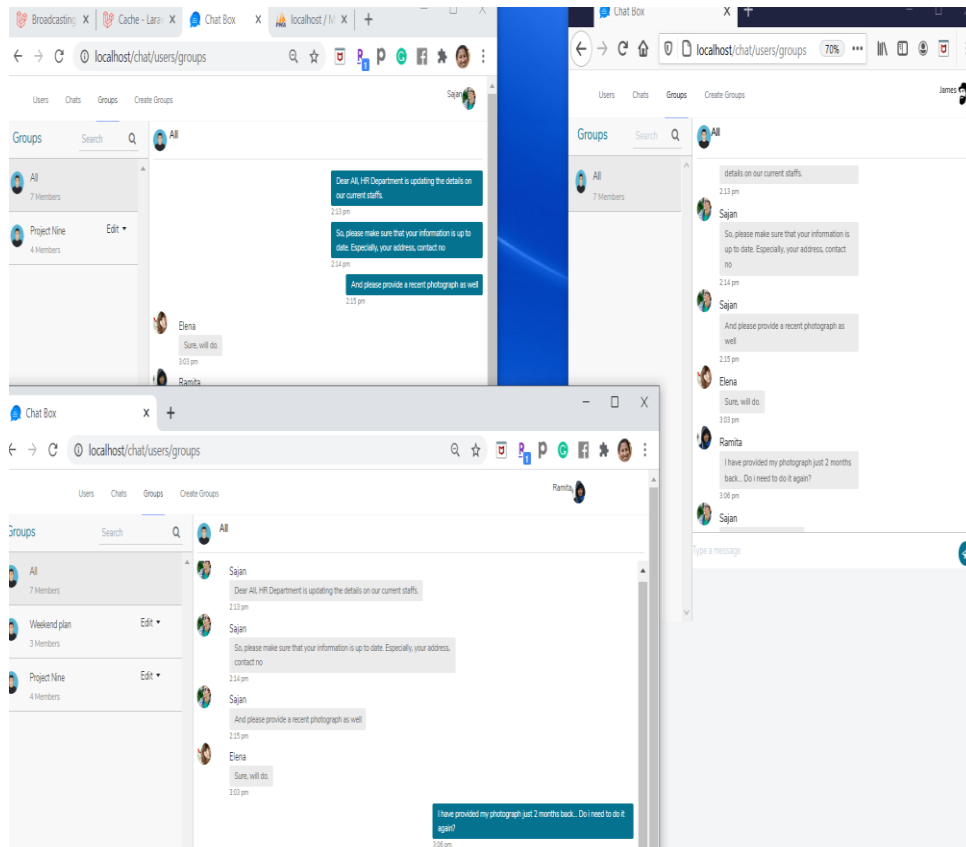 Broadcasting X
Cache - Larav X
Chat Box X
localhost / M X +
localhost/chat/users/groups
Users Chats Groups Create Groups
Sajan
Groups Search
All
All
7 Members
Project Nine Edit
4 Members
Dear All, HR Department is updating the details on
our current staffs.
2:13 pm
So, please make sure that your information is up to
date. Especially, your address, contact no
2:14 pm
And please provide a recent photograph as well
2:15 pm
Elena
Sure, will do.
3:03 pm
Ramita
Chat Box X +
localhost/chat/users/groups 70%
Users Chats Groups Create Groups
James
Groups Search
All
All
7 Members
details on our current staffs.
2:13 pm
Sajan
So, please make sure that your information is
up to date. Especially, your address, contact
no
2:14 pm
Sajan
And please provide a recent photograph as
well
2:15 pm
Elena
Sure, will do.
3:03 pm
Ramita
I have provided my photograph just 2 months
back... Do i need to do it again?
3:06 pm
Sajan
Type a message
Chat Box X +
localhost/chat/users/groups
Users Chats Groups Create Groups
Ramita
Groups Search
All
All
7 Members
Weekend plan Edit
3 Members
Project Nine Edit
4 Members
Sajan
Dear All, HR Department is updating the details on our current staffs.
2:13 pm
Sajan
So, please make sure that your information is up to date. Especially, your address,
contact no
2:14 pm
Sajan
And please provide a recent photograph as well
2:15 pm
Elena
Sure, will do.
3:03 pm
I have provided my photograph just 2 months back... Do i need to do it
again?
3:06 pm